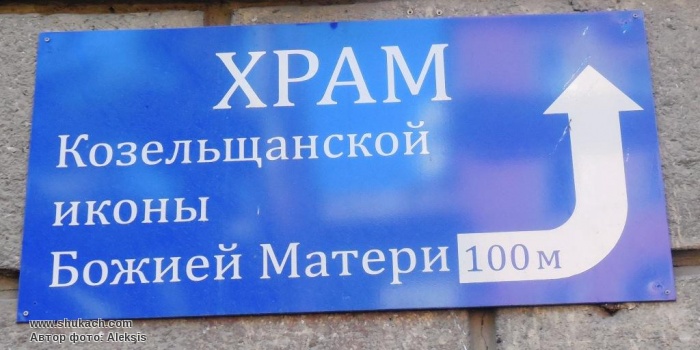 ХРАМ
Козельщанской
иконы
Божией Матери 100 м
www.shukach.com
Автор фото: Aleksis